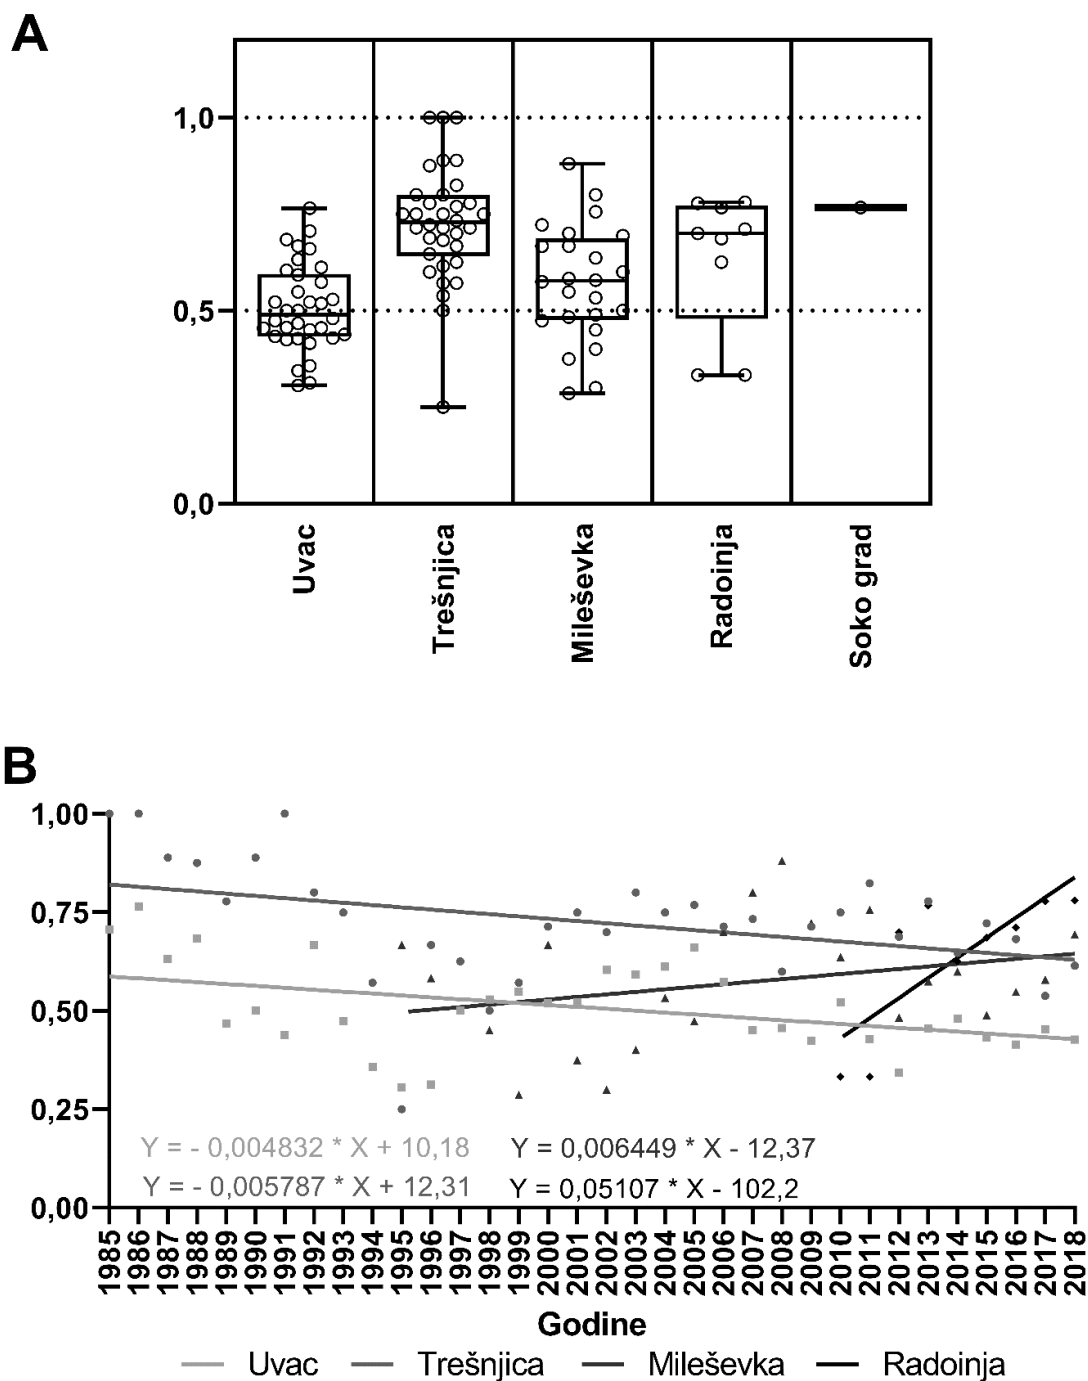 A
1,0
0,5
0,0
Uvac
Trešnjica
Mileševka
Radoinja
Soko grad
B
1,00
0,75
0,50
0,25
0,00
Y = - 0,004832 * X + 10,18
Y = 0,006449 * X - 12,37
Y = - 0,005787 * X + 12,31
Y = 0,05107 * X - 102,2
1985 1986 1987 1988 1989 1990 1991 1992 1993 1994 1995 1996 1997 1998 1999 2000 2001 2002 2003 2004 2005 2006 2007 2008 2009 2010 2011 2012 2013 2014 2015 2016 2017 2018
Godine
Uvac Trešnjica Mileševka Radoinja